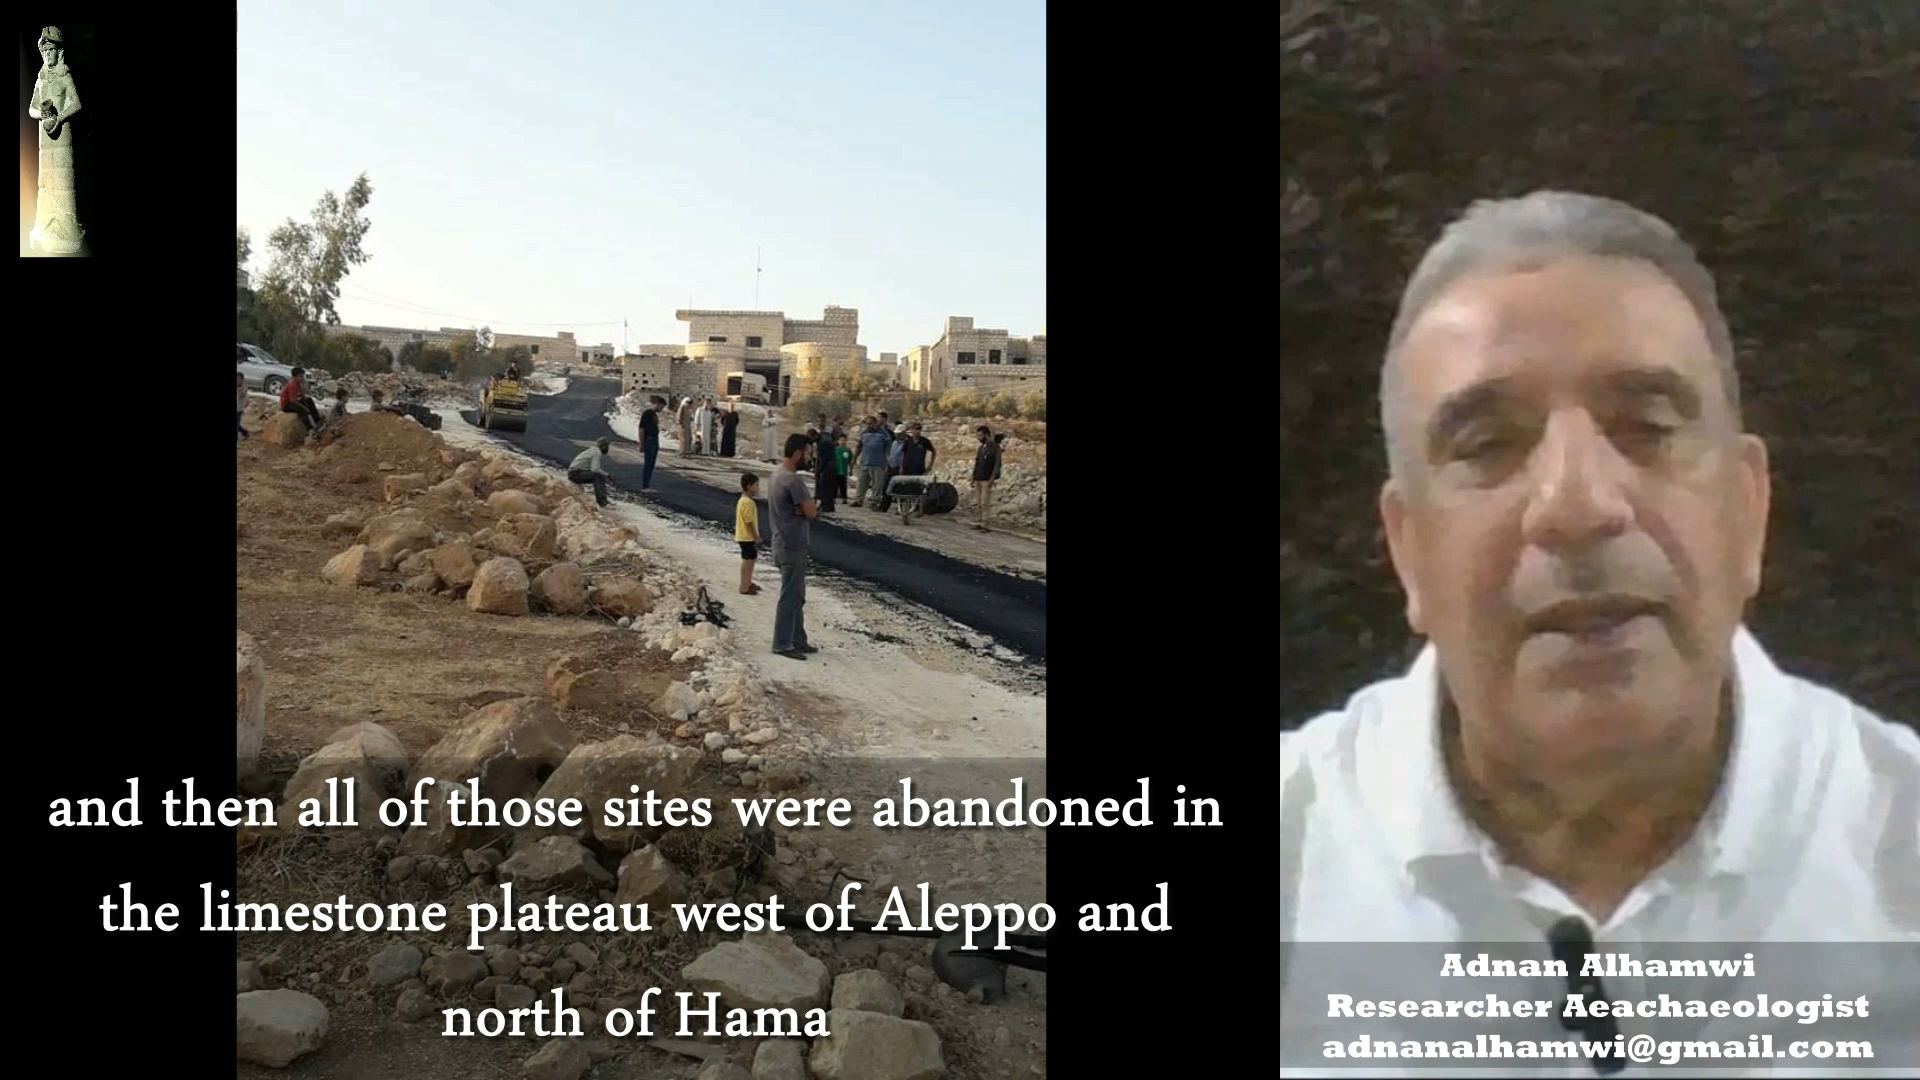 and then all of those sites were abandoned in
the limestone plateau west of Aleppo and
north of Hama
Adnan Alhamwi
Researcher Aeachaeologist
adnanalhamwi@gmail.com